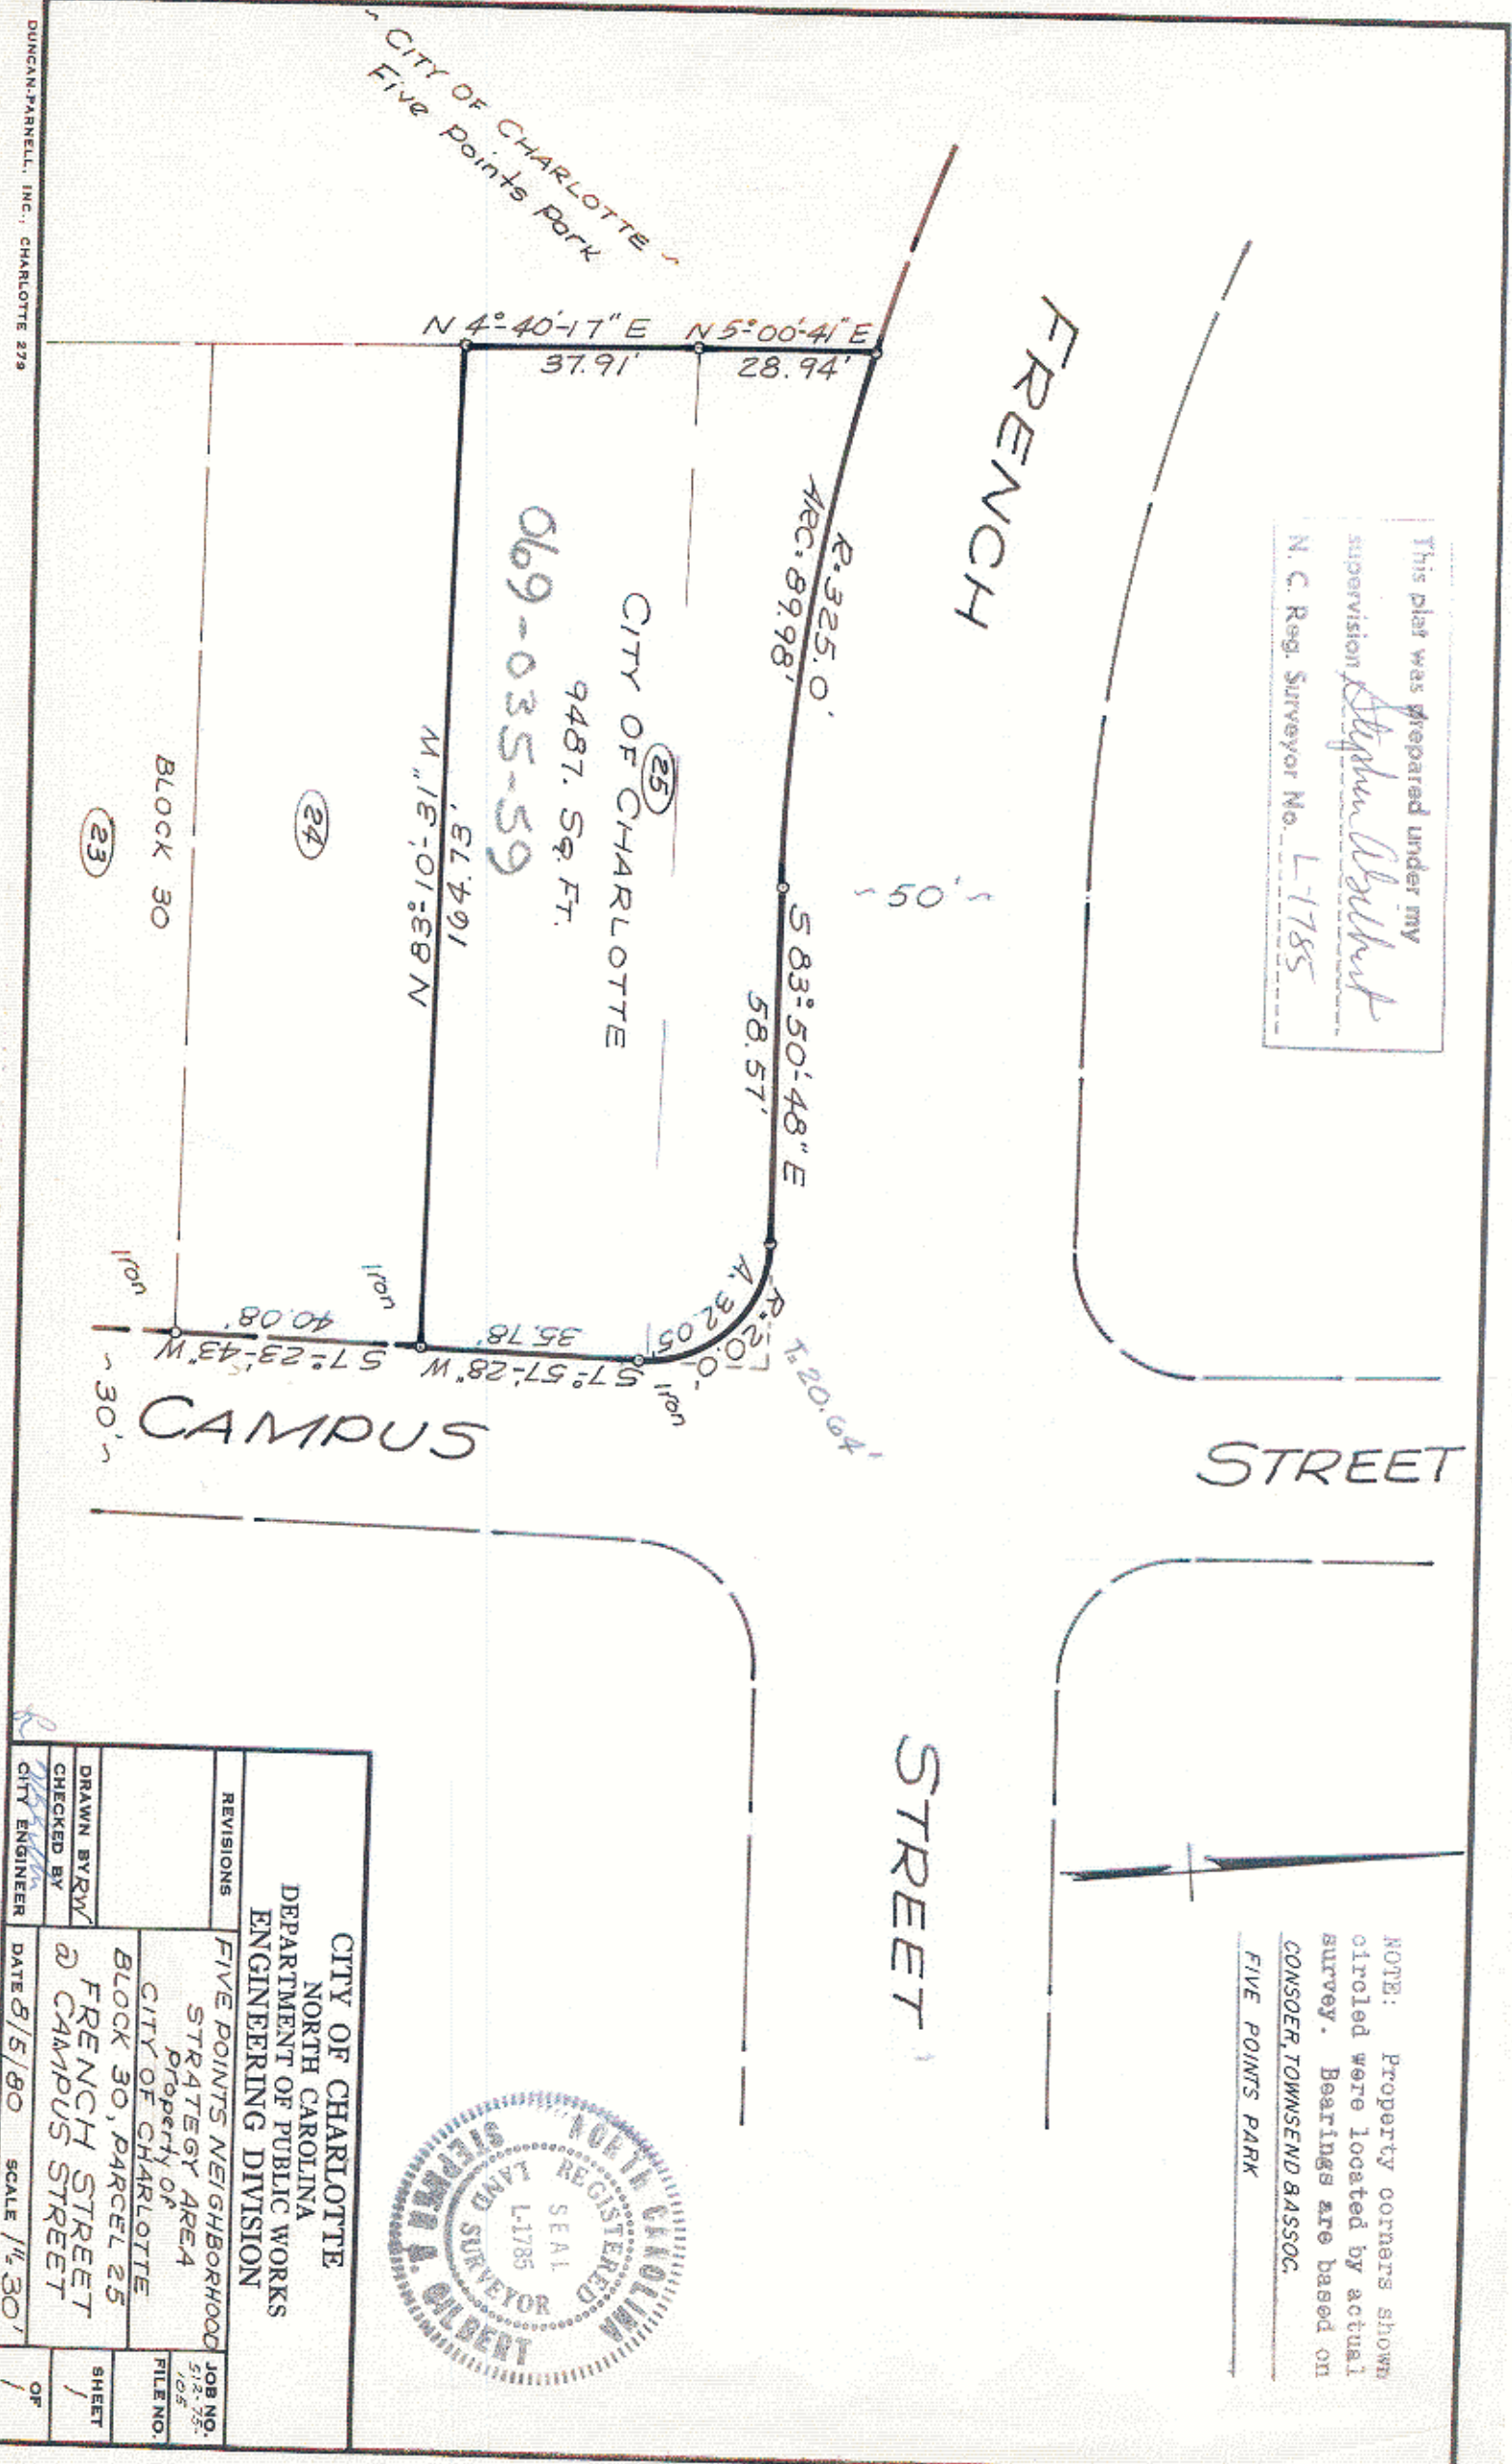 ~ CITY OF CHARLOTTE ~
Five Points Park
FRENCH
STREET
CAMPUS
STREET
This plat was prepared under my
supervision
N. C. Reg. Surveyor No. L-1785
NOTE: Property corners shown
circled were located by actual
survey. Bearings are based on
CONSOER, TOWNSEND & ASSOC.
FIVE POINTS PARK
N 4°-40'-17" E
37.91'
N 5°-00'-41" E
28.94'
R=325.0'
ARC=89.98'
S 83°-50'-48" E
58.57'
~ 50' ~
A. 32.05'
R=20.0'
T=20.64'
CITY OF CHARLOTTE
25
9487. Sq. FT.
069-035-59
164.73'
N 83°-10'-31" W
24
BLOCK 30
23
Iron
S 7°-57'-28" W
35.78'
Iron
S 7°-23'-43" W
40.08'
Iron
~ 30' ~
NORTH CAROLINA
REGISTERED
SEAL
L-1785
LAND SURVEYOR
STEPHEN A. GILBERT
CITY OF CHARLOTTE
NORTH CAROLINA
DEPARTMENT OF PUBLIC WORKS
ENGINEERING DIVISION
REVISIONS
FIVE POINTS NEIGHBORHOOD
STRATEGY AREA
Property of
CITY OF CHARLOTTE
BLOCK 30, PARCEL 25
FRENCH STREET
@ CAMPUS STREET
JOB NO.
512-75-
105
FILE NO.
DRAWN BY RW
CHECKED BY
CITY ENGINEER
DATE 8/5/80 SCALE 1"=30'
SHEET
1
OF
1
DUNCAN-PARNELL, INC., CHARLOTTE 279